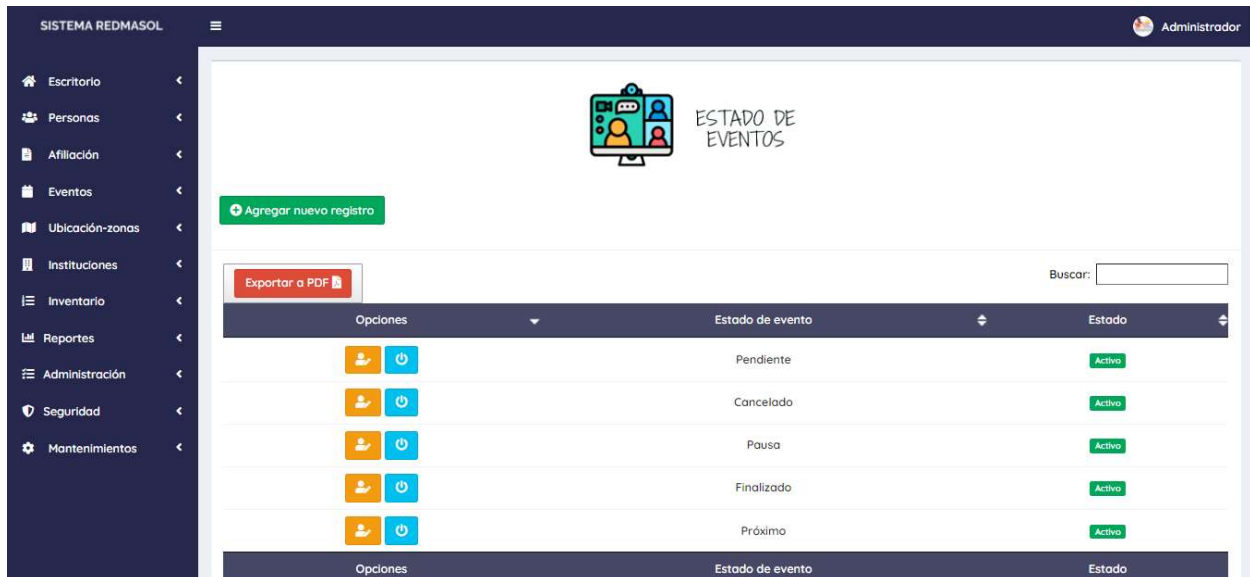 SISTEMA REDMASOL
Administrador
Escritorio
Personas
Afiliación
Eventos
Ubicación-zonas
Instituciones
Inventario
Reportes
Administración
Seguridad
Mantenimientos
ESTADO DE
EVENTOS
Agregar nuevo registro
Exportar a PDF
Buscar:
Opciones Estado de evento Estado
Pendiente Activo
Cancelado Activo
Pausa Activo
Finalizado Activo
Próximo Activo
Opciones Estado de evento Estado